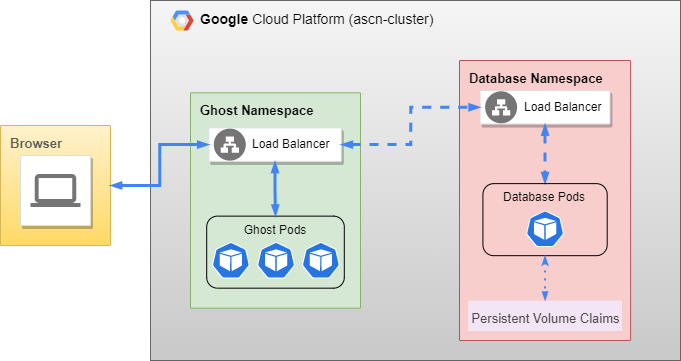 Google Cloud Platform (ascn-cluster)
Database Namespace
Load Balancer
Ghost Namespace
Load Balancer
Browser
Database Pods
Ghost Pods
Persistent Volume Claims